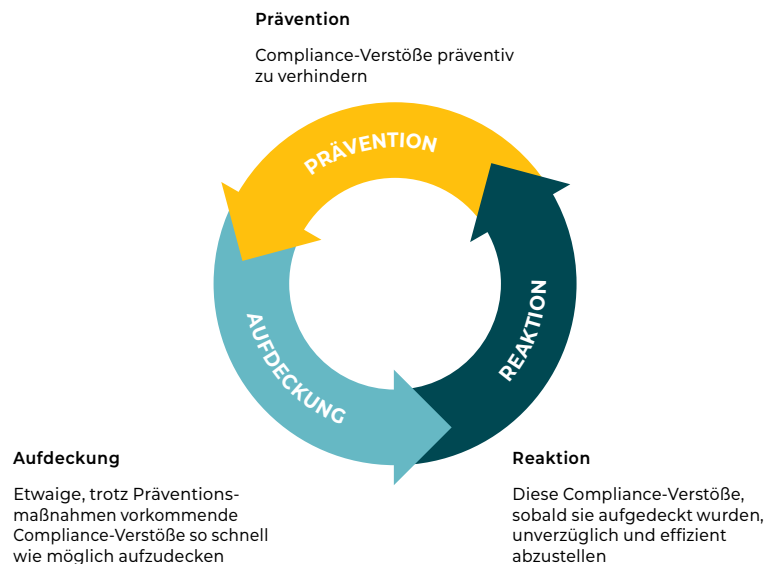 Prävention
Compliance-Verstöße präventiv
zu verhindern
PRÄVENTION
AUFDECKUNG
REAKTION
Aufdeckung
Etwaige, trotz Präventions-
maßnahmen vorkommende
Compliance-Verstöße so schnell
wie möglich aufzudecken
Reaktion
Diese Compliance-Verstöße,
sobald sie aufgedeckt wurden,
unverzüglich und effizient
abzustellen